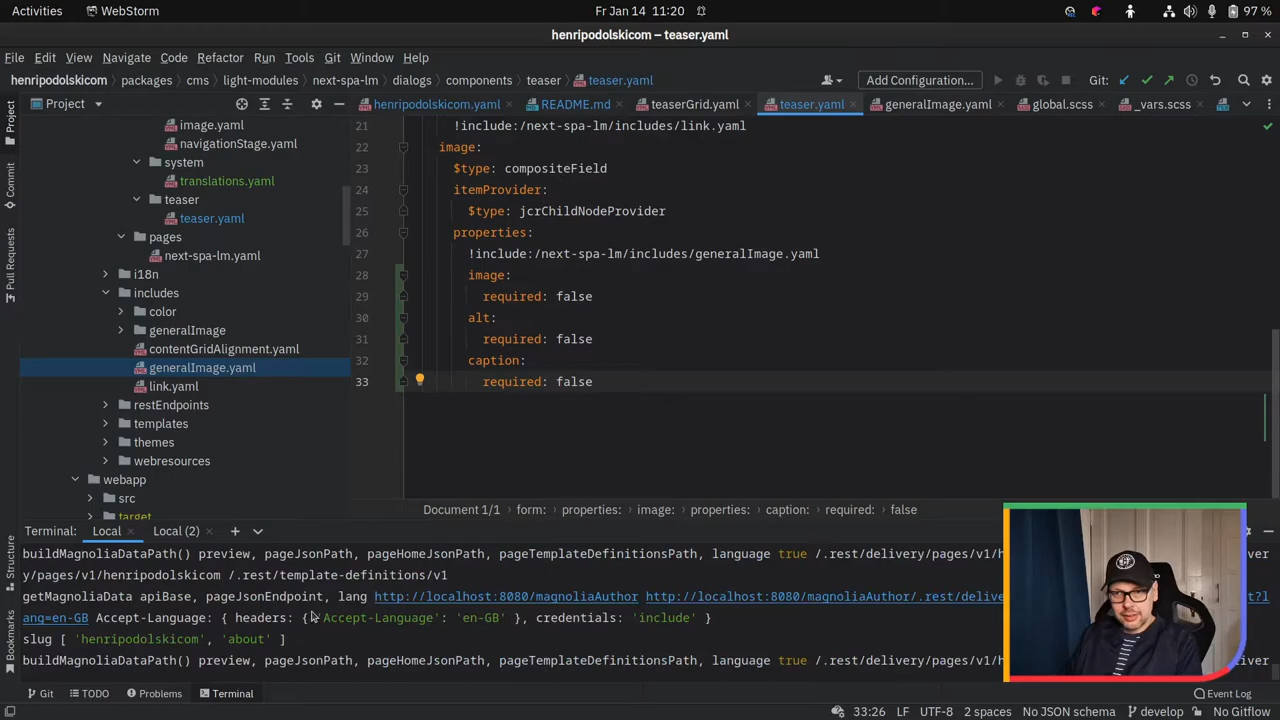 Activities WebStorm Fr Jan 14 11:20 97 %
henripodolskicom – teaser.yaml
File Edit View Navigate Code Refactor Run Tools Git Window Help
henripodolskicom packages cms light-modules next-spa-lm dialogs components teaser teaser.yaml Add Configuration... Git:
Project henripodolskicom.yaml README.md teaserGrid.yaml teaser.yaml generalImage.yaml global.scss _vars.scss
Project
Commit
Pull Requests
Structure
Bookmarks
image.yaml
navigationStage.yaml
system
translations.yaml
teaser
teaser.yaml
pages
next-spa-lm.yaml
i18n
includes
color
generalImage
contentGridAlignment.yaml
generalImage.yaml
link.yaml
restEndpoints
templates
themes
webresources
webapp
src
target
21 !include:/next-spa-lm/includes/link.yaml
22 image:
23 $type: compositeField
24 itemProvider:
25 $type: jcrChildNodeProvider
26 properties:
27 !include:/next-spa-lm/includes/generalImage.yaml
28 image:
29 required: false
30 alt:
31 required: false
32 caption:
33 required: false
Document 1/1 form: properties: image: properties: caption: required: false
Terminal: Local Local (2)
buildMagnoliaDataPath() preview, pageJsonPath, pageHomeJsonPath, pageTemplateDefinitionsPath, language true /.rest/delivery/pages/v1/h
y/pages/v1/henripodolskicom /.rest/template-definitions/v1
getMagnoliaData apiBase, pageJsonEndpoint, lang http://localhost:8080/magnoliaAuthor http://localhost:8080/magnoliaAuthor/.rest/delive
ang=en-GB Accept-Language: { headers: { 'Accept-Language': 'en-GB' }, credentials: 'include' }
slug [ 'henripodolskicom', 'about' ]
buildMagnoliaDataPath() preview, pageJsonPath, pageHomeJsonPath, pageTemplateDefinitionsPath, language true /.rest/delivery/pages/v1/h
Git TODO Problems Terminal Event Log
33:26 LF UTF-8 2 spaces No JSON schema develop No Gitflow